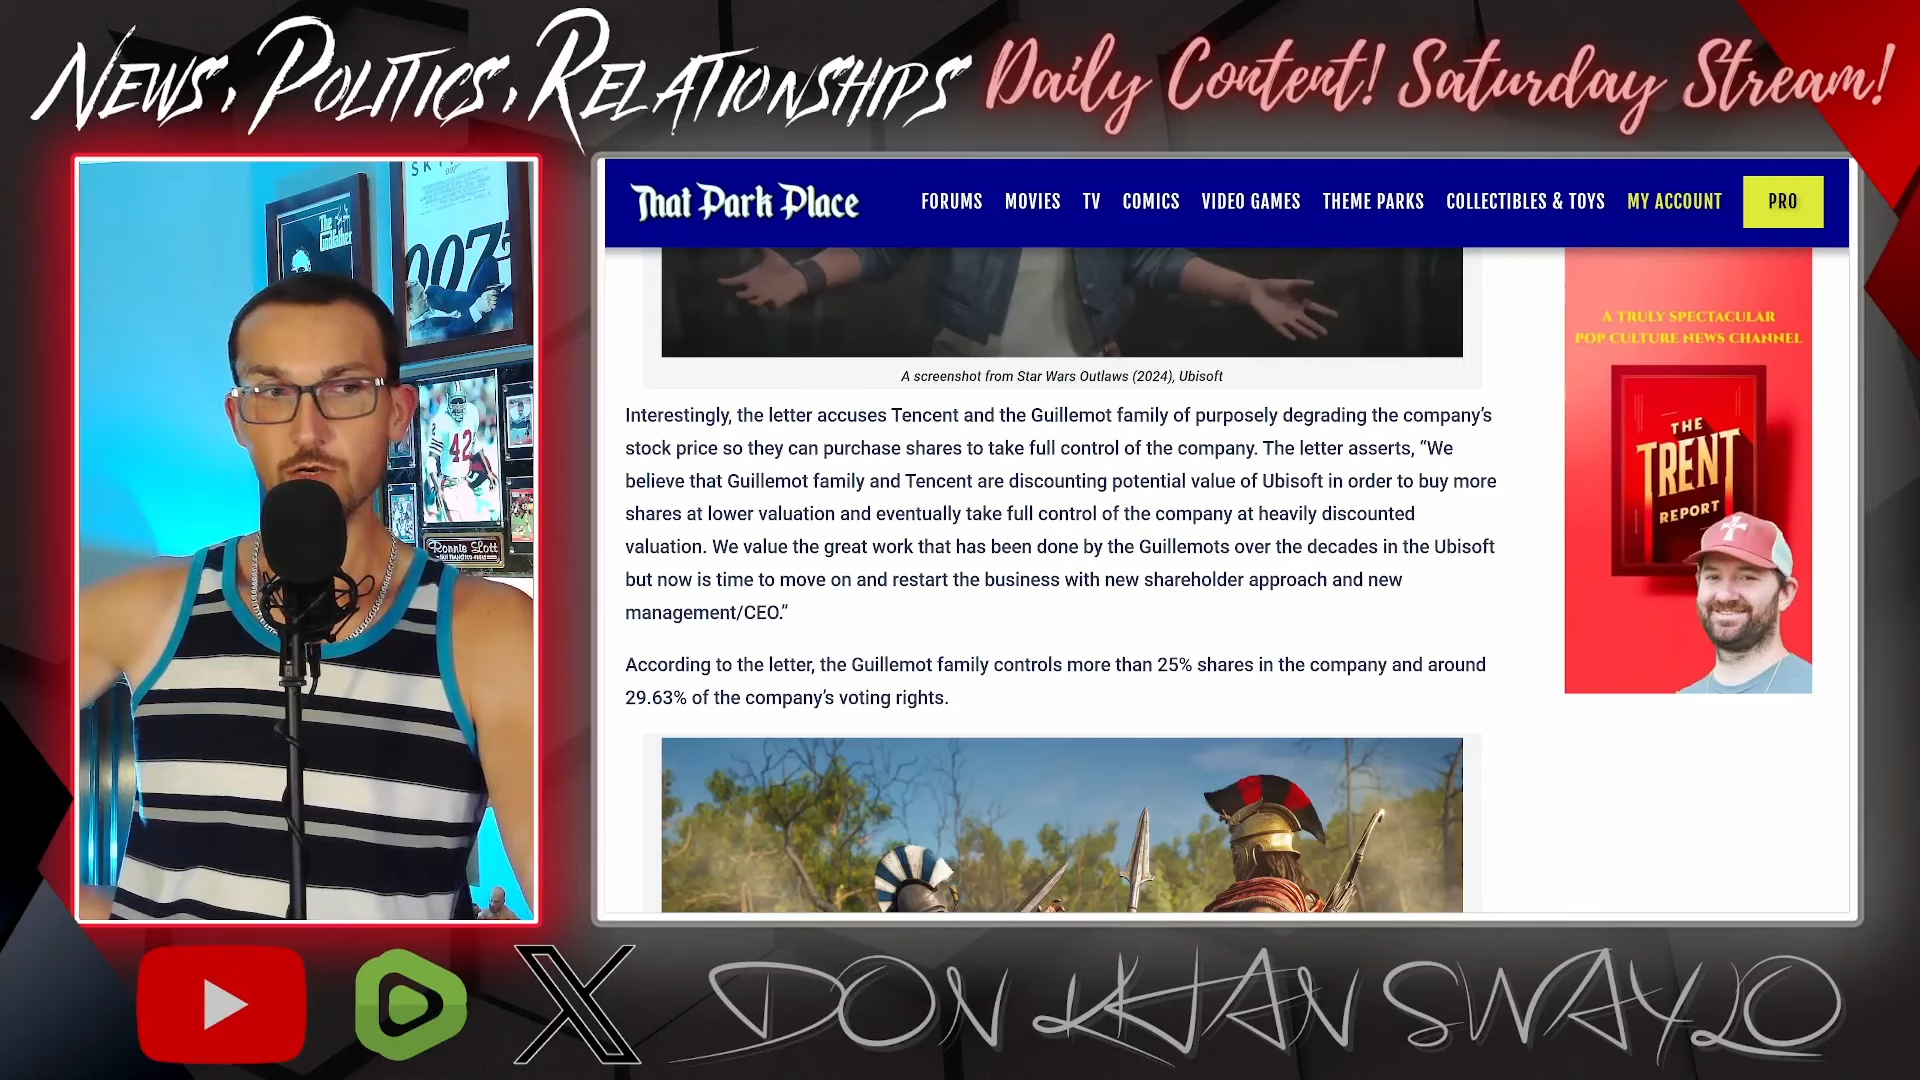 NEWS, POLITICS, RELATIONSHIPS Daily Content! Saturday Stream!
The Godfather
SKY
007
42
Ronnie Lott
That Park Place
FORUMS MOVIES TV COMICS VIDEO GAMES THEME PARKS COLLECTIBLES & TOYS MY ACCOUNT PRO
A screenshot from Star Wars Outlaws (2024), Ubisoft
Interestingly, the letter accuses Tencent and the Guillemot family of purposely degrading the company’s
stock price so they can purchase shares to take full control of the company. The letter asserts, “We
believe that Guillemot family and Tencent are discounting potential value of Ubisoft in order to buy more
shares at lower valuation and eventually take full control of the company at heavily discounted
valuation. We value the great work that has been done by the Guillemots over the decades in the Ubisoft
but now is time to move on and restart the business with new shareholder approach and new
management/CEO.”
According to the letter, the Guillemot family controls more than 25% shares in the company and around
29.63% of the company’s voting rights.
A TRULY SPECTACULAR
POP CULTURE NEWS CHANNEL
THE
TRENT
REPORT
T
X DON KHAN SWAYLO